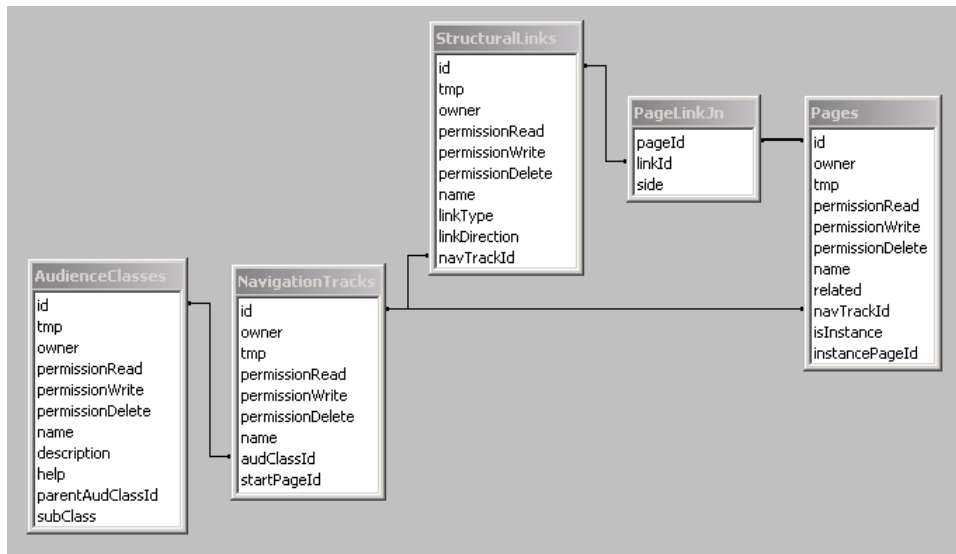 StructuralLinks
id
tmp
owner
permissionRead
permissionWrite
permissionDelete
name
linkType
linkDirection
navTrackId
PageLinkJn
pageId
linkId
side
Pages
id
owner
tmp
permissionRead
permissionWrite
permissionDelete
name
related
navTrackId
isInstance
instancePageId
AudienceClasses
id
tmp
owner
permissionRead
permissionWrite
permissionDelete
name
description
help
parentAudClassId
subClass
NavigationTracks
id
owner
tmp
permissionRead
permissionWrite
permissionDelete
name
audClassId
startPageId